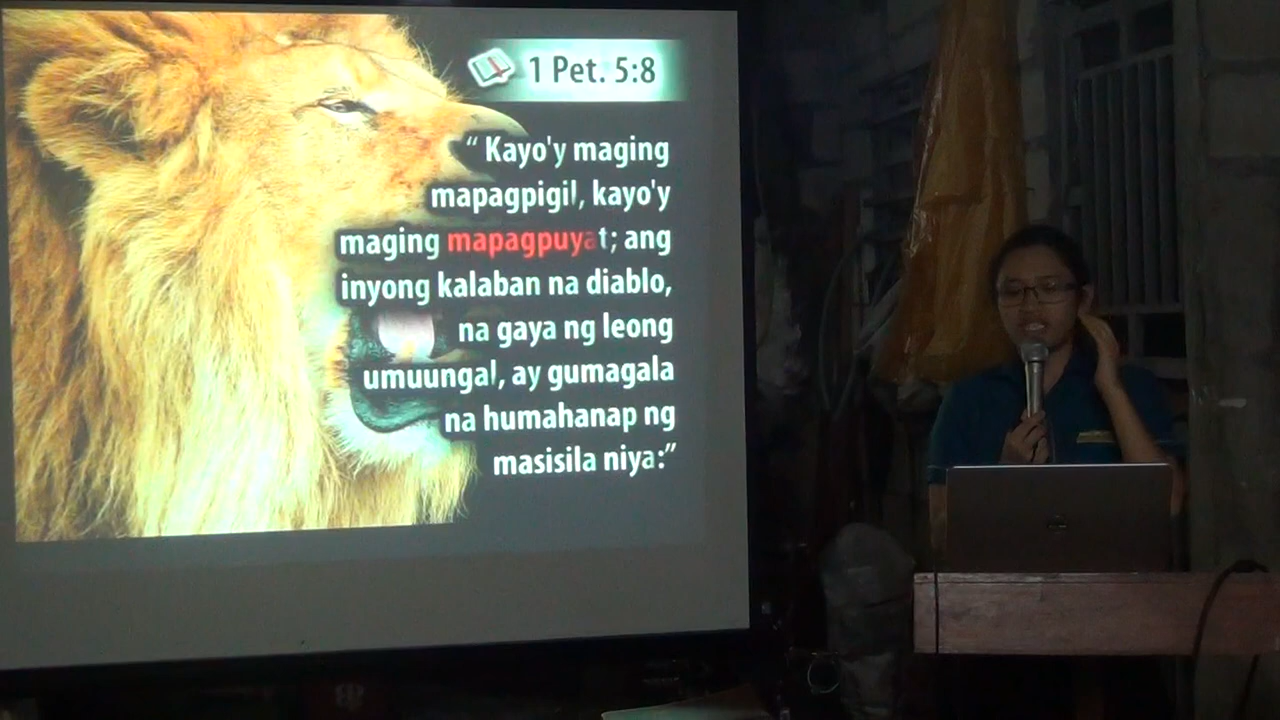 1 Pet. 5:8
“ Kayo'y maging
mapagpigil, kayo'y
maging mapagpuyat; ang
inyong kalaban na diablo,
na gaya ng leong
umuungal, ay gumagala
na humahanap ng
masisila niya:”